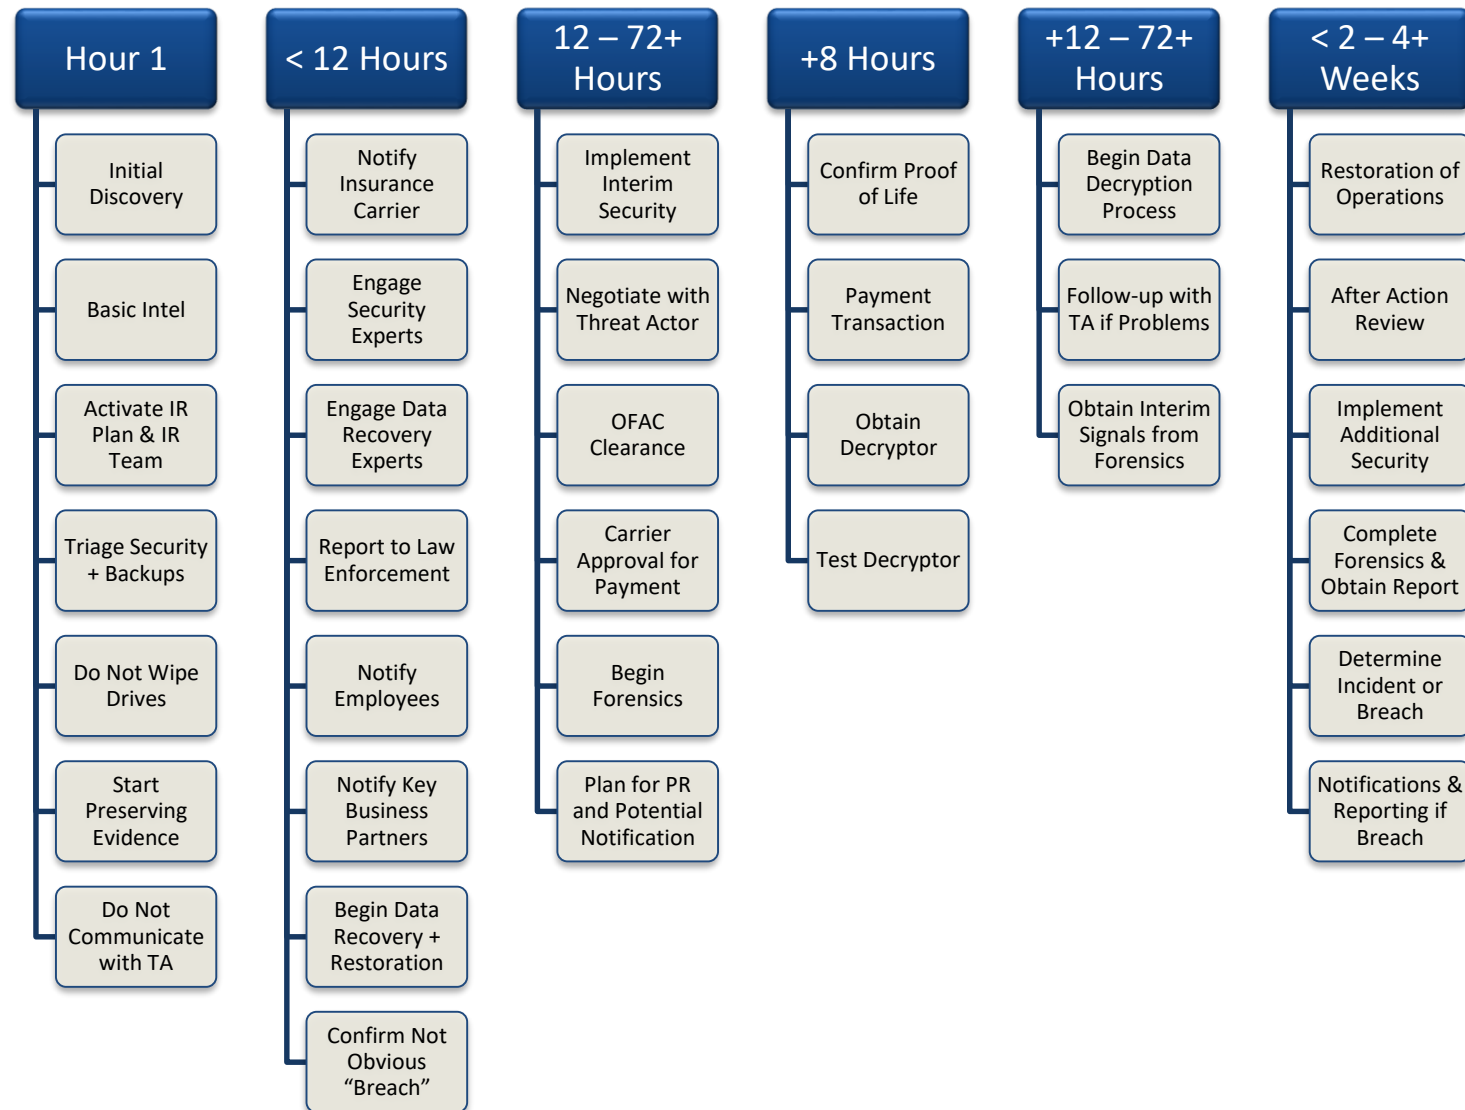 Hour 1
Initial
Discovery
Basic Intel
Activate IR
Plan & IR
Team
Triage Security
+ Backups
Do Not Wipe
Drives
Start
Preserving
Evidence
Do Not
Communicate
with TA
< 12 Hours
Notify
Insurance
Carrier
Engage
Security
Experts
Engage Data
Recovery
Experts
Report to Law
Enforcement
Notify
Employees
Notify Key
Business
Partners
Begin Data
Recovery +
Restoration
Confirm Not
Obvious
“Breach”
12 – 72+
Hours
Implement
Interim
Security
Negotiate with
Threat Actor
OFAC
Clearance
Carrier
Approval for
Payment
Begin
Forensics
Plan for PR
and Potential
Notification
+8 Hours
Confirm Proof
of Life
Payment
Transaction
Obtain
Decryptor
Test Decryptor
+12 – 72+
Hours
Begin Data
Decryption
Process
Follow-up with
TA if Problems
Obtain Interim
Signals from
Forensics
< 2 – 4+
Weeks
Restoration of
Operations
After Action
Review
Implement
Additional
Security
Complete
Forensics &
Obtain Report
Determine
Incident or
Breach
Notifications &
Reporting if
Breach